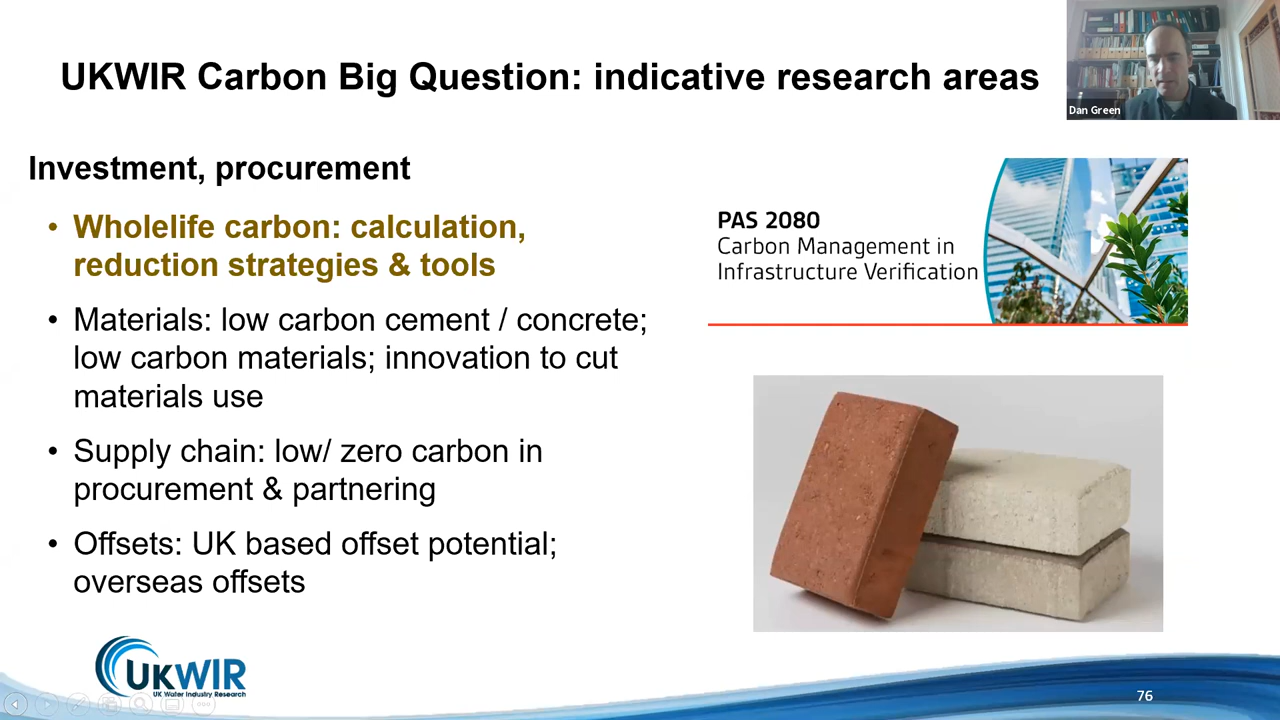 UKWIR Carbon Big Question: indicative research areas
Dan Green
Investment, procurement
• Wholelife carbon: calculation,
reduction strategies & tools
• Materials: low carbon cement / concrete;
low carbon materials; innovation to cut
materials use
• Supply chain: low/ zero carbon in
procurement & partnering
• Offsets: UK based offset potential;
overseas offsets
PAS 2080
Carbon Management in
Infrastructure Verification
UKWIR
UK Water Industry Research
76